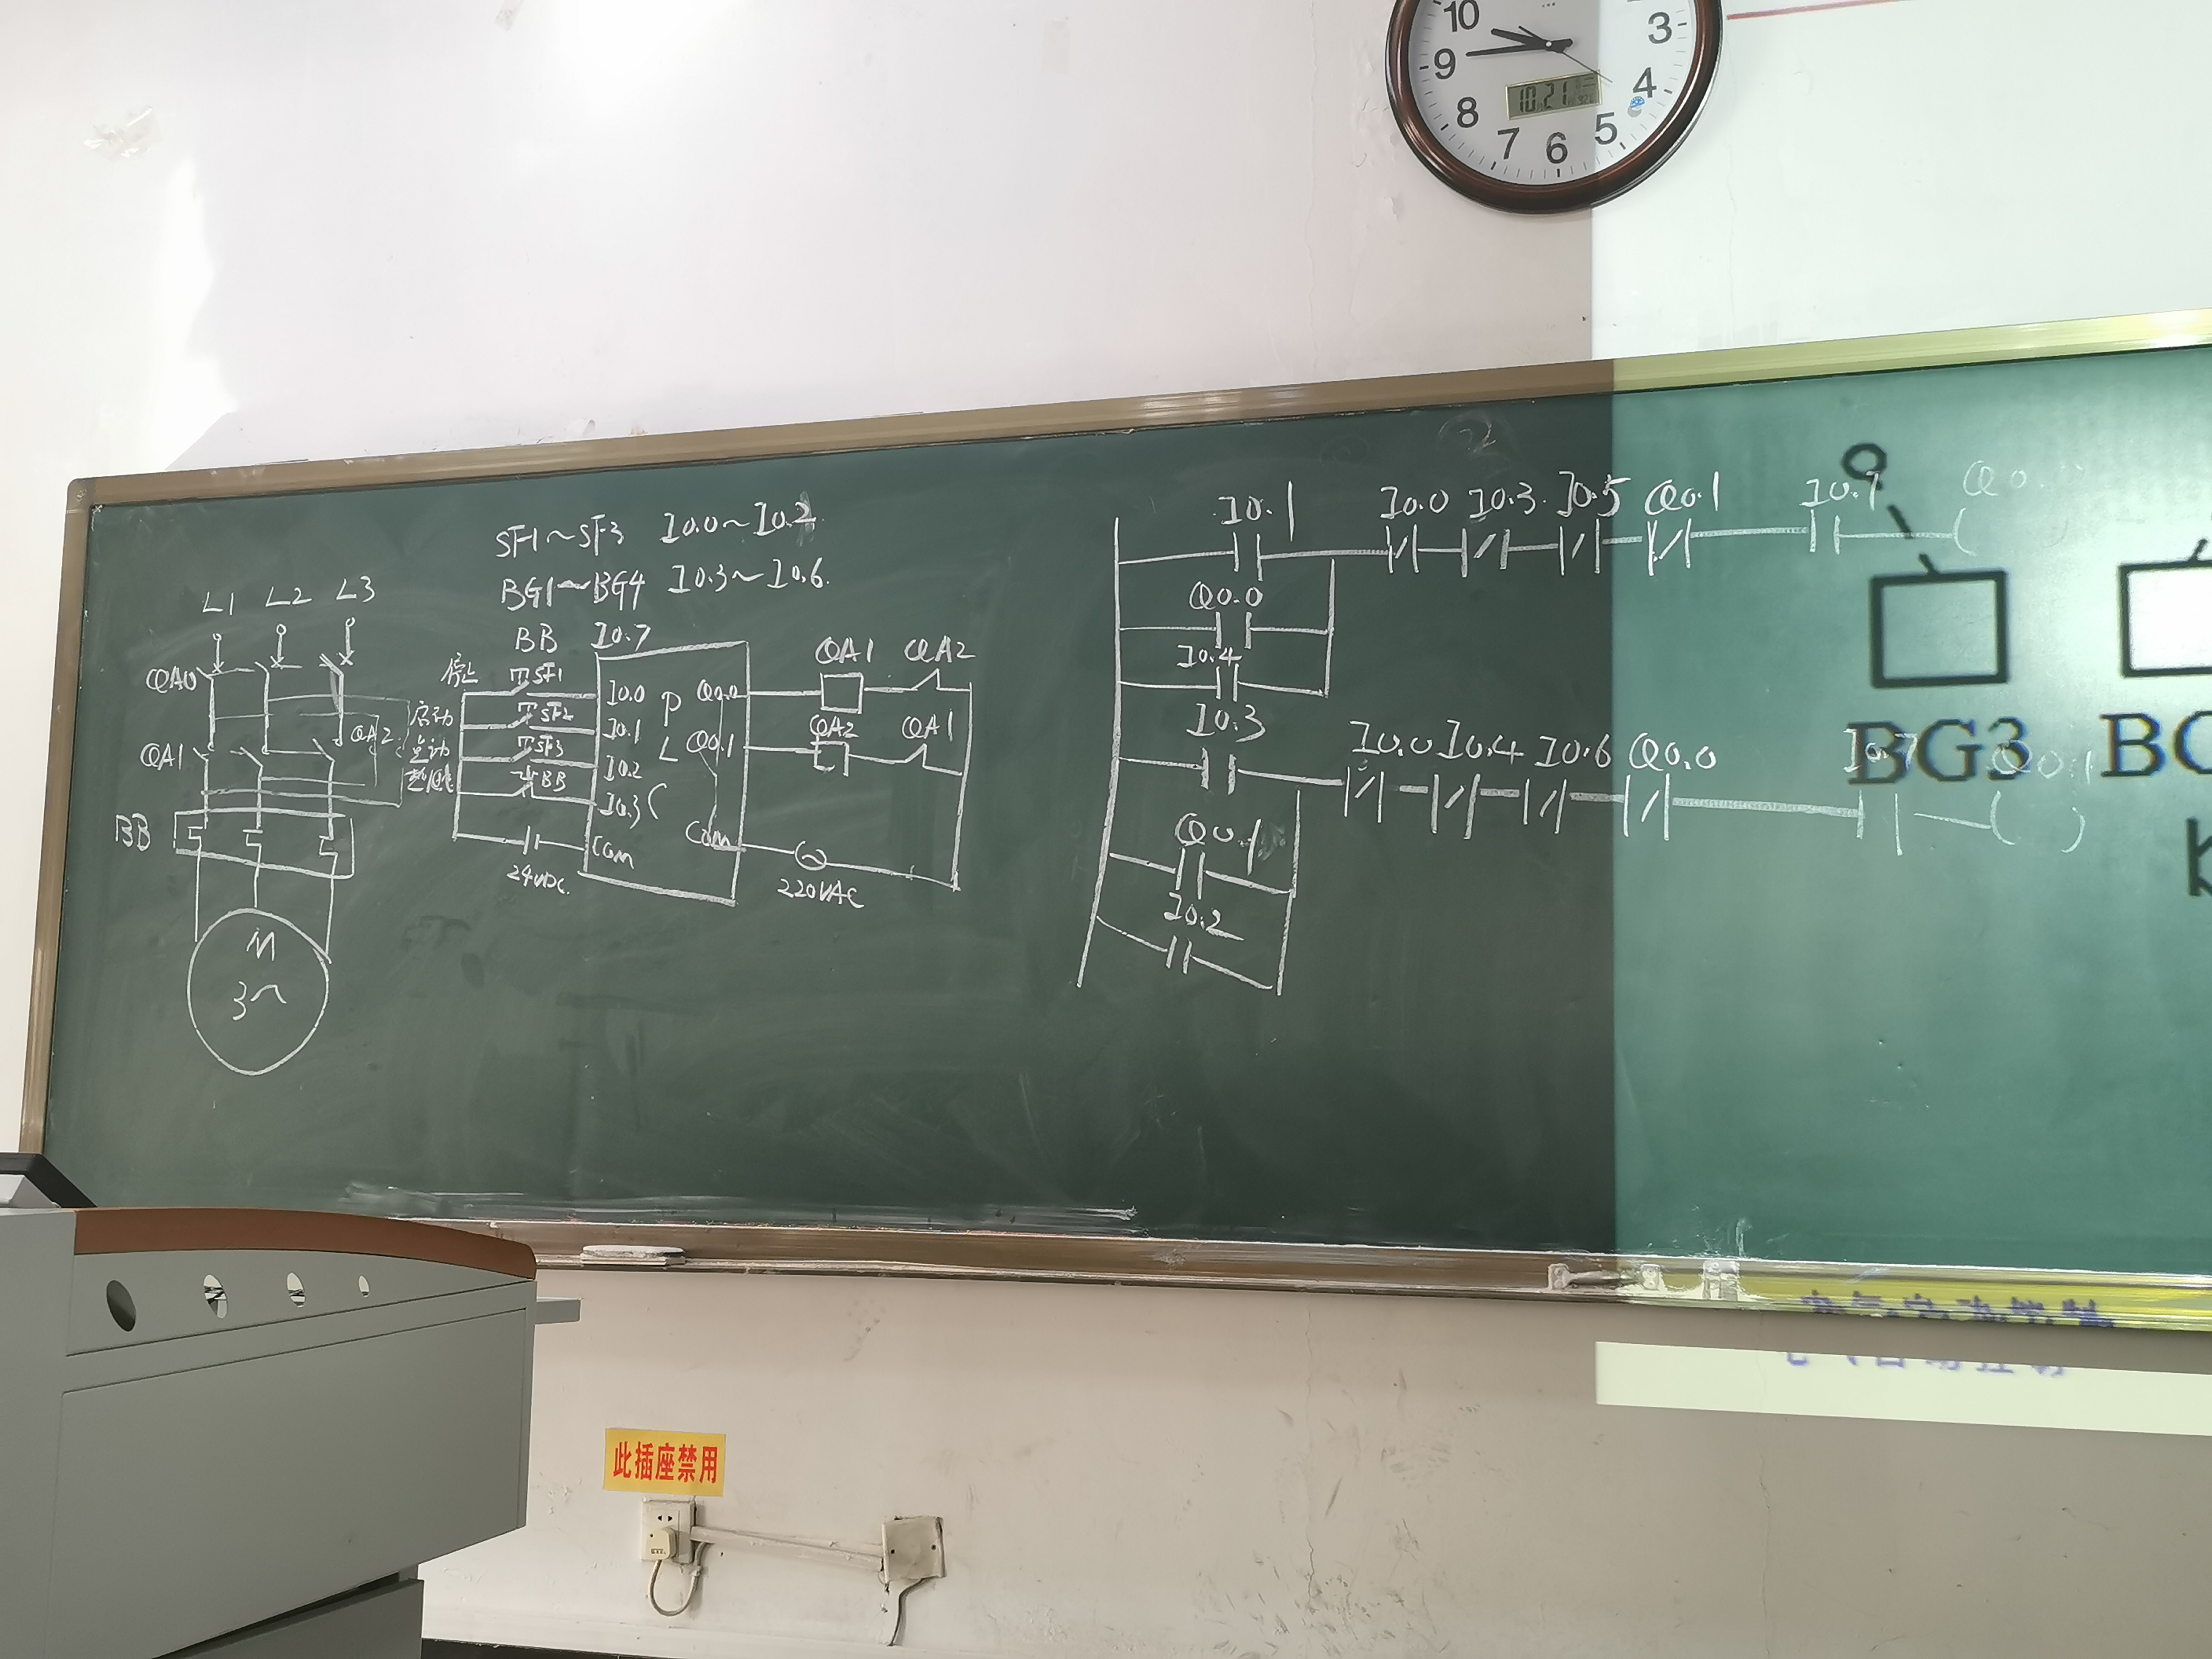 10
3
9
4
8
5
7
6
10 21
SF1～SF3 I0.0～I0.2
BG1～BG4 I0.3～I0.6
BB I0.7
L1 L2 L3
QA0
QA1
QA2
BB
M
3～
停止
SF1
启动
SF2
SF3
BB
I0.0
I0.1
I0.2
I0.3
Com
24VDC
P
L
C
Q0.0
Q0.1
Com
QA1 QA2
QA2 QA1
220VAC
I0.1 I0.0 I0.3 I0.5 Q0.1 I0.7 Q0.
Q0.0
I0.4
I0.3 I0.0 I0.4 I0.6 Q0.0 I0.7 Q0.1
Q0.1
I0.2
BG3
BG
此插座禁用